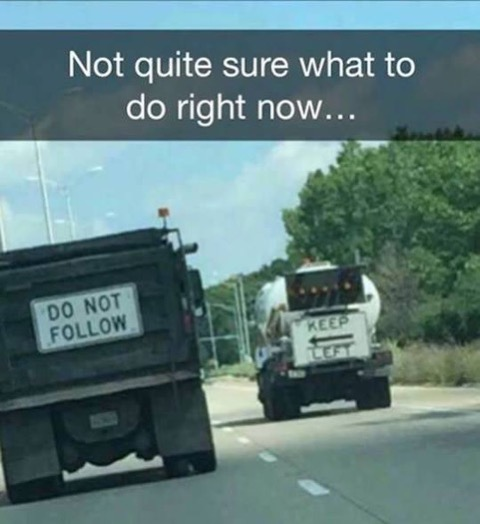 Not quite sure what to
do right now...
DO NOT
FOLLOW
KEEP
LEFT